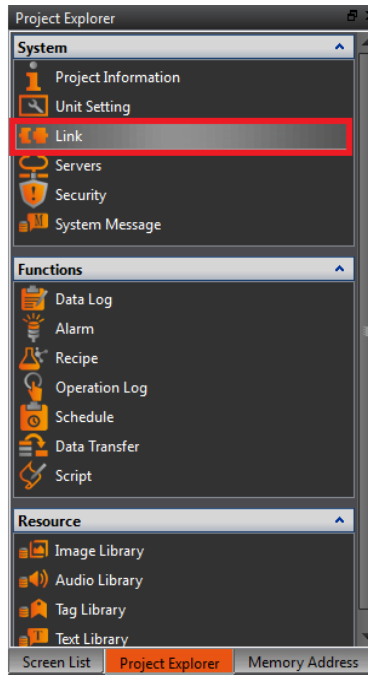 Project Explorer
System
Project Information
Unit Setting
Link
Servers
Security
System Message
Functions
Data Log
Alarm
Recipe
Operation Log
Schedule
Data Transfer
Script
Resource
Image Library
Audio Library
Tag Library
Text Library
Screen List Project Explorer Memory Address